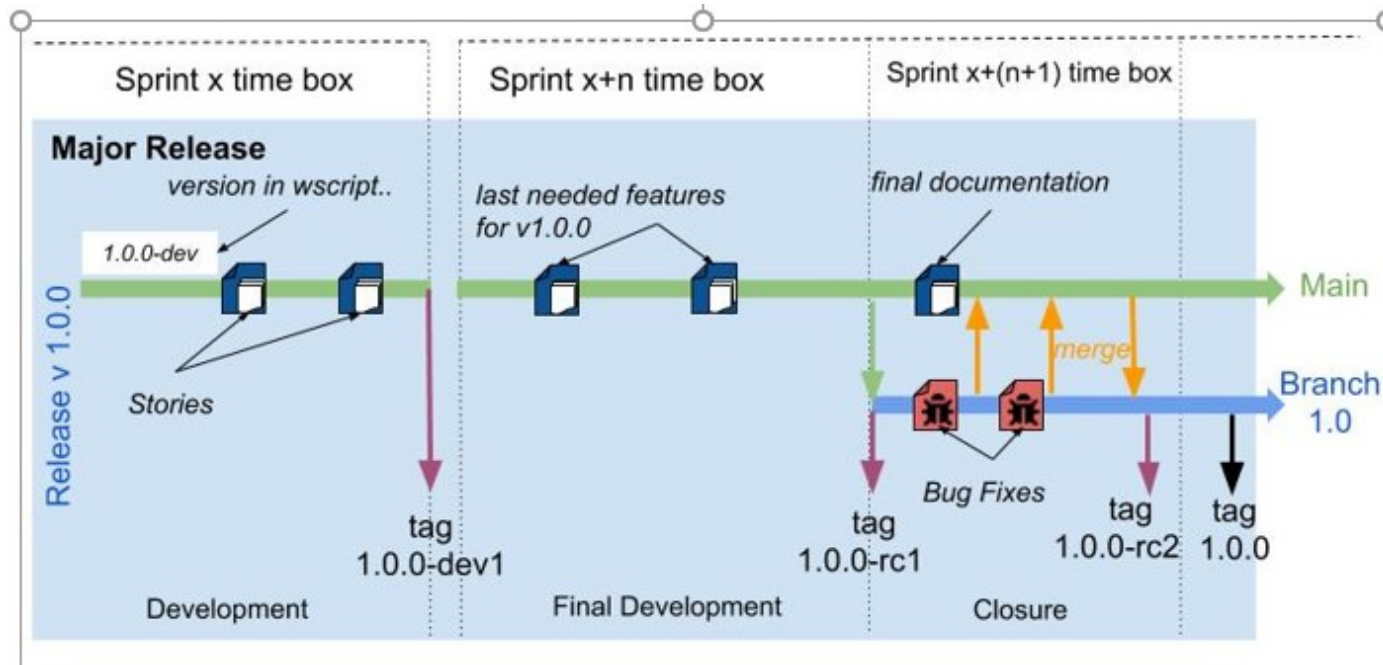 Sprint x time box
Sprint x+n time box
Sprint x+(n+1) time box
Major Release
version in wscript..
last needed features
for v1.0.0
final documentation
1.0.0-dev
Main
Release v 1.0.0
Stories
merge
Branch
1.0
Bug Fixes
tag
1.0.0-dev1
tag
1.0.0-rc1
tag
1.0.0-rc2
tag
1.0.0
Development
Final Development
Closure